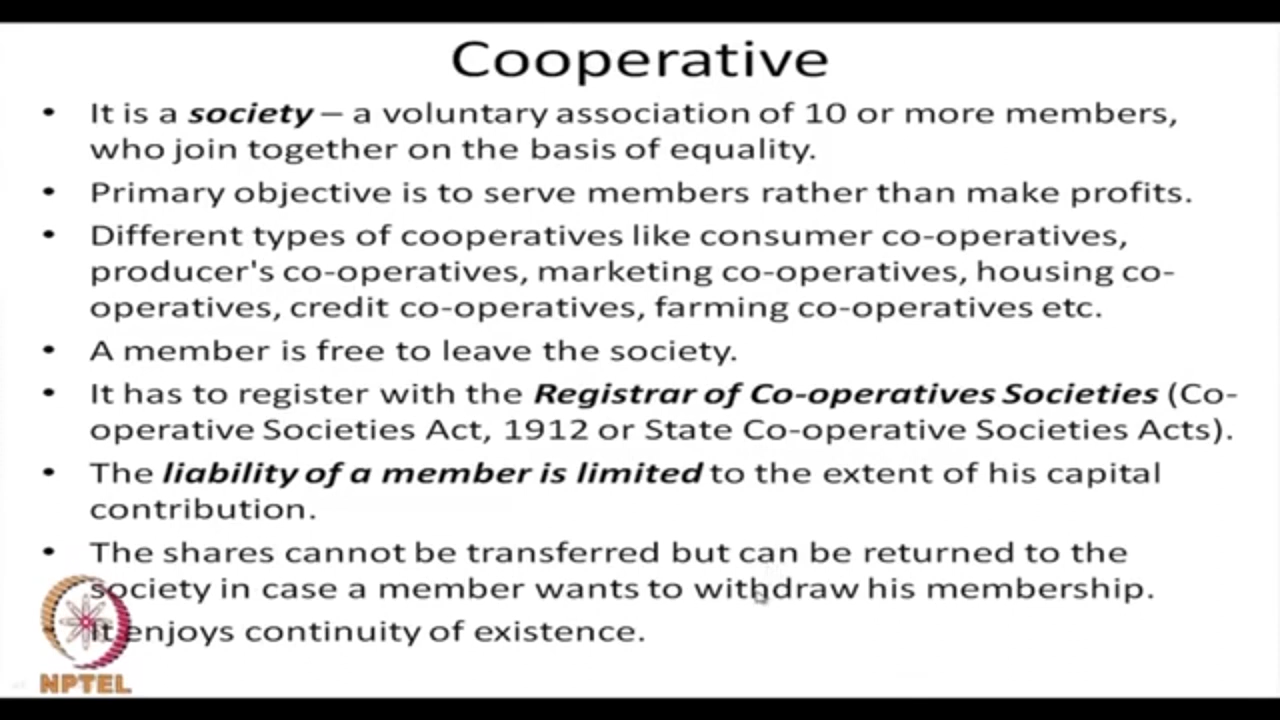 Cooperative
• It is a society – a voluntary association of 10 or more members,
who join together on the basis of equality.
• Primary objective is to serve members rather than make profits.
• Different types of cooperatives like consumer co-operatives,
producer's co-operatives, marketing co-operatives, housing co-
operatives, credit co-operatives, farming co-operatives etc.
• A member is free to leave the society.
• It has to register with the Registrar of Co-operatives Societies (Co-
operative Societies Act, 1912 or State Co-operative Societies Acts).
• The liability of a member is limited to the extent of his capital
contribution.
• The shares cannot be transferred but can be returned to the
society in case a member wants to withdraw his membership.
• It enjoys continuity of existence.
NPTEL